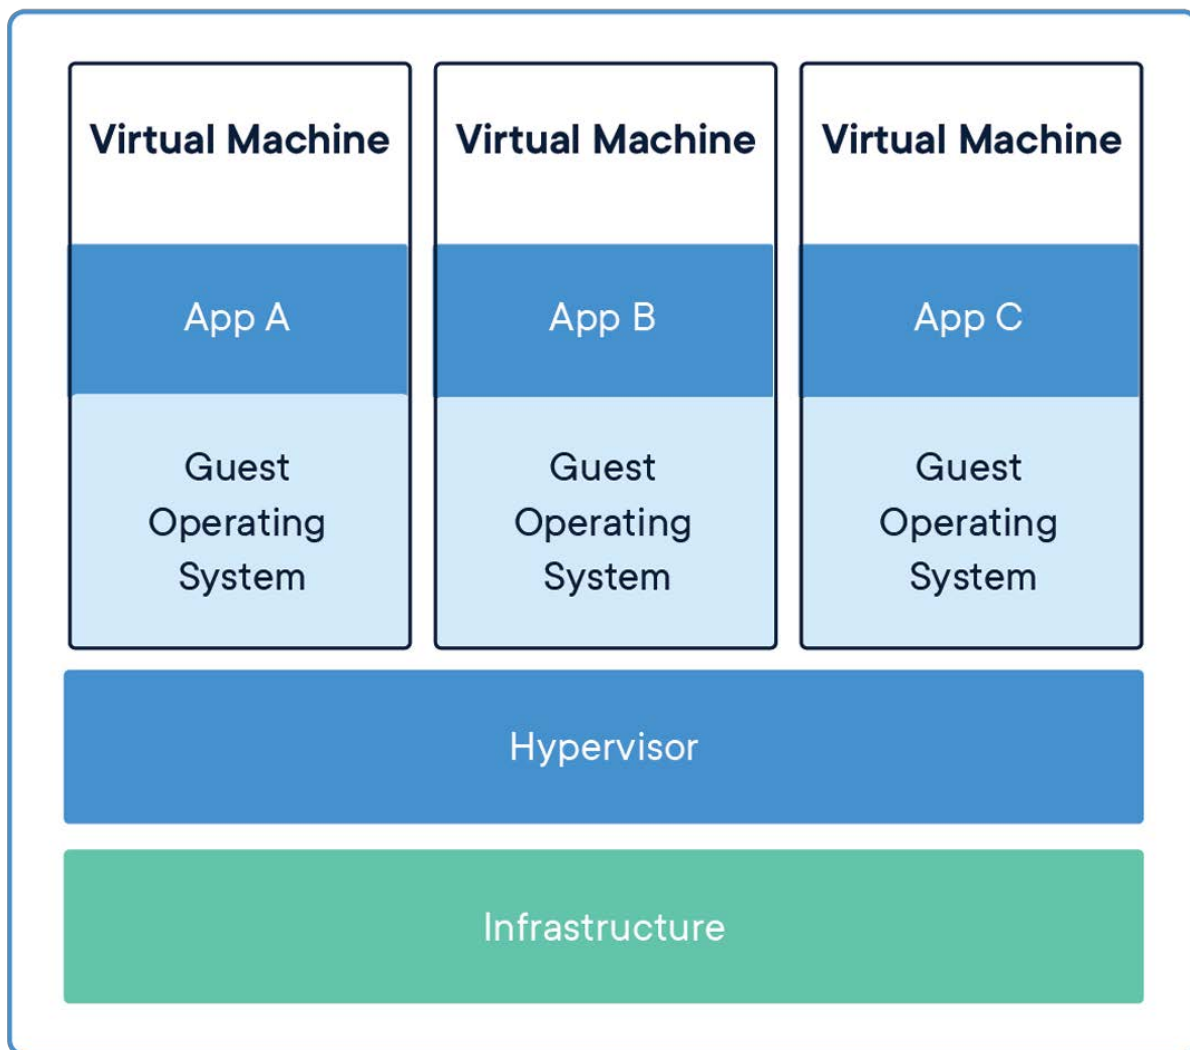 Virtual Machine
App A
Guest
Operating
System
Virtual Machine
App B
Guest
Operating
System
Virtual Machine
App C
Guest
Operating
System
Hypervisor
Infrastructure